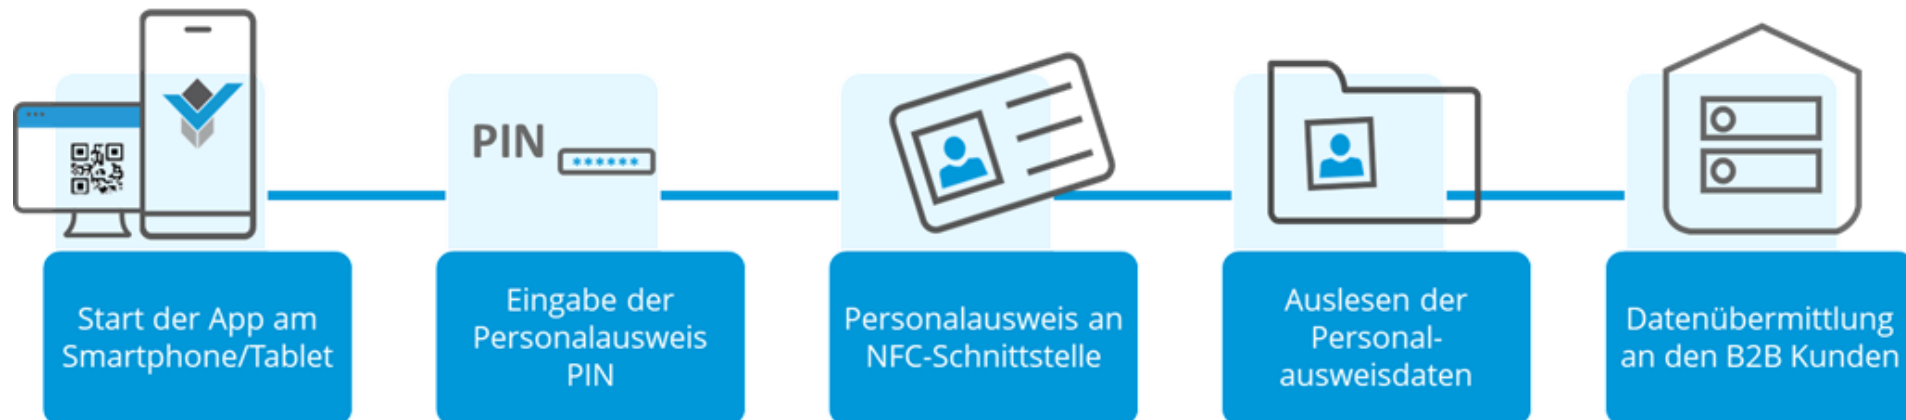 PIN
******
Start der App am
Smartphone/Tablet
Eingabe der
Personalausweis
PIN
Personalausweis an
NFC-Schnittstelle
Auslesen der
Personal-
ausweisdaten
Datenübermittlung
an den B2B Kunden